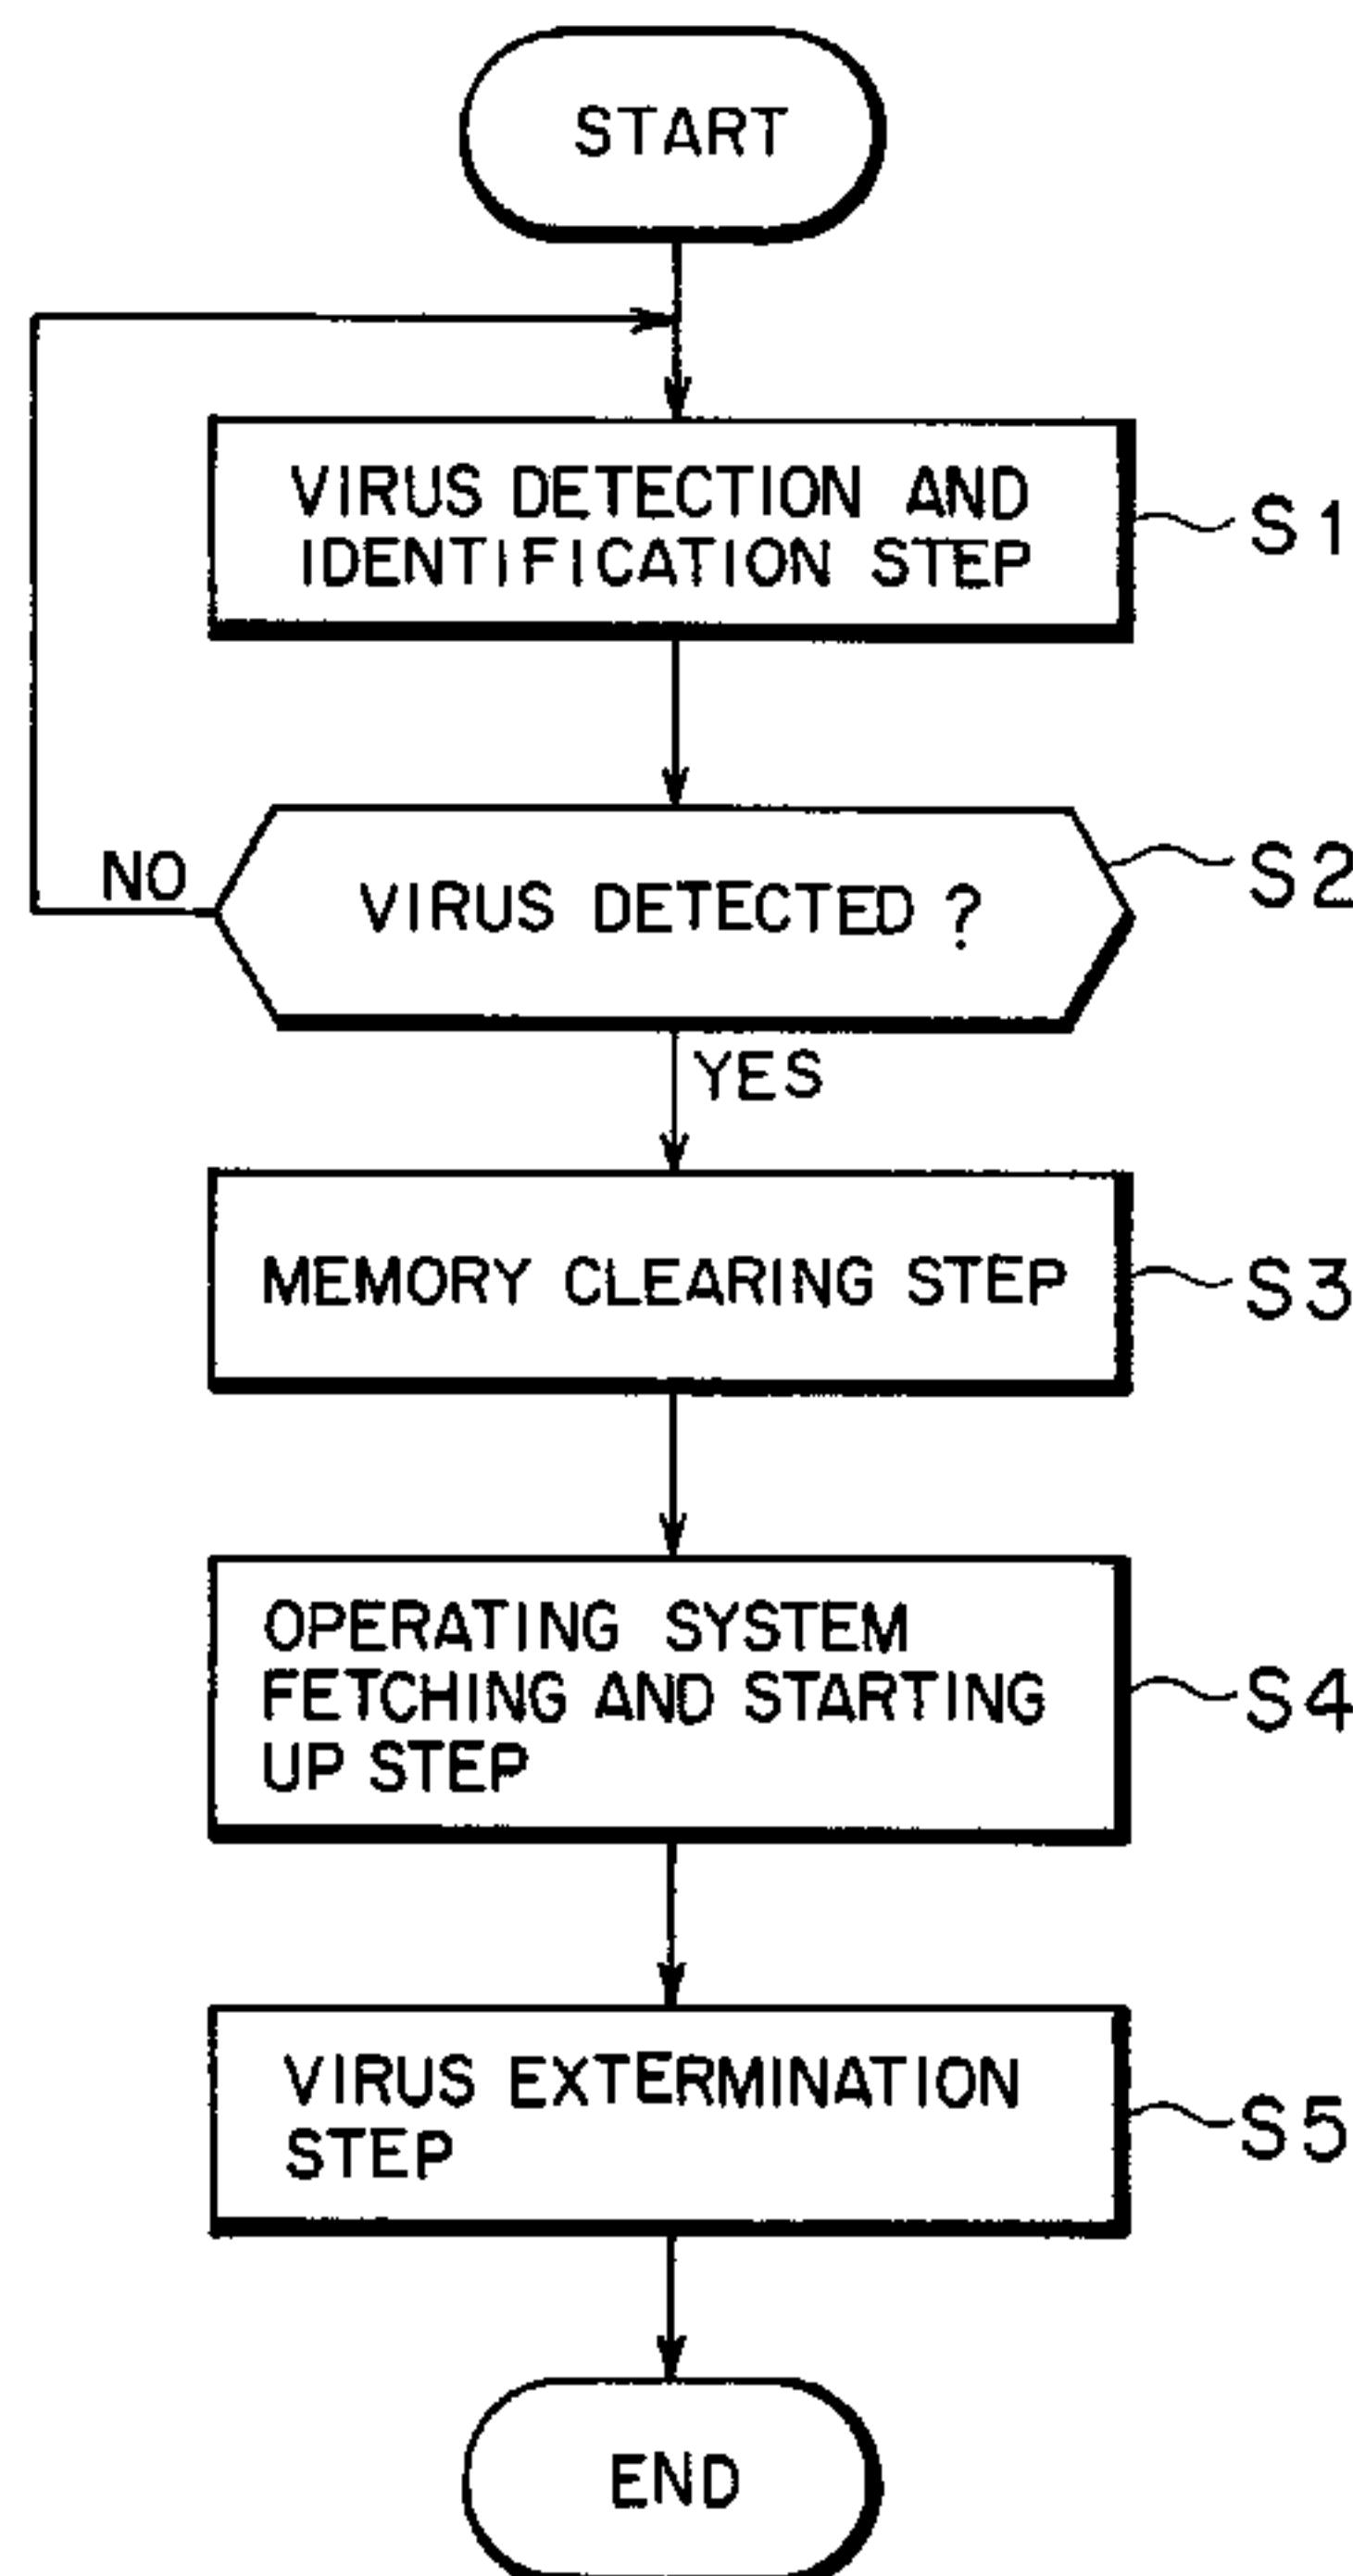 START
VIRUS DETECTION AND
IDENTIFICATION STEP
S1
NO
VIRUS DETECTED ?
S2
YES
MEMORY CLEARING STEP
S3
OPERATING SYSTEM
FETCHING AND STARTING
UP STEP
S4
VIRUS EXTERMINATION
STEP
S5
END